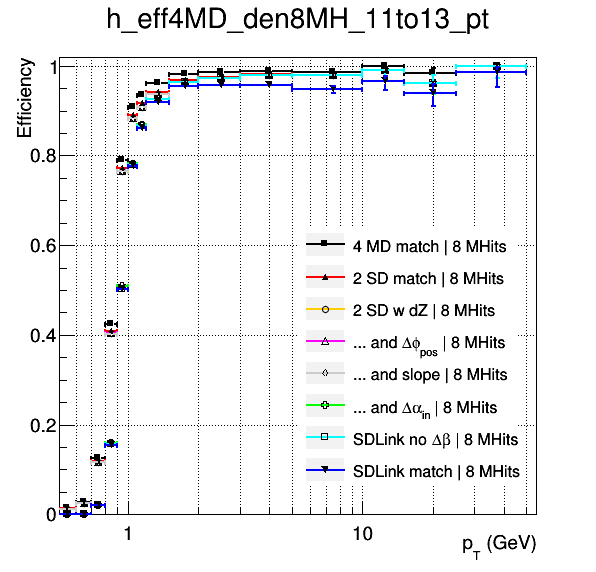 h_eff4MD_den8MH_11to13_pt
Efficiency
1
0.8
0.6
0.4
0.2
0
4 MD match | 8 MHits
2 SD match | 8 MHits
2 SD w dZ | 8 MHits
... and Δϕpos | 8 MHits
... and slope | 8 MHits
... and Δαin | 8 MHits
SDLink no Δβ | 8 MHits
SDLink match | 8 MHits
1
10
pT (GeV)